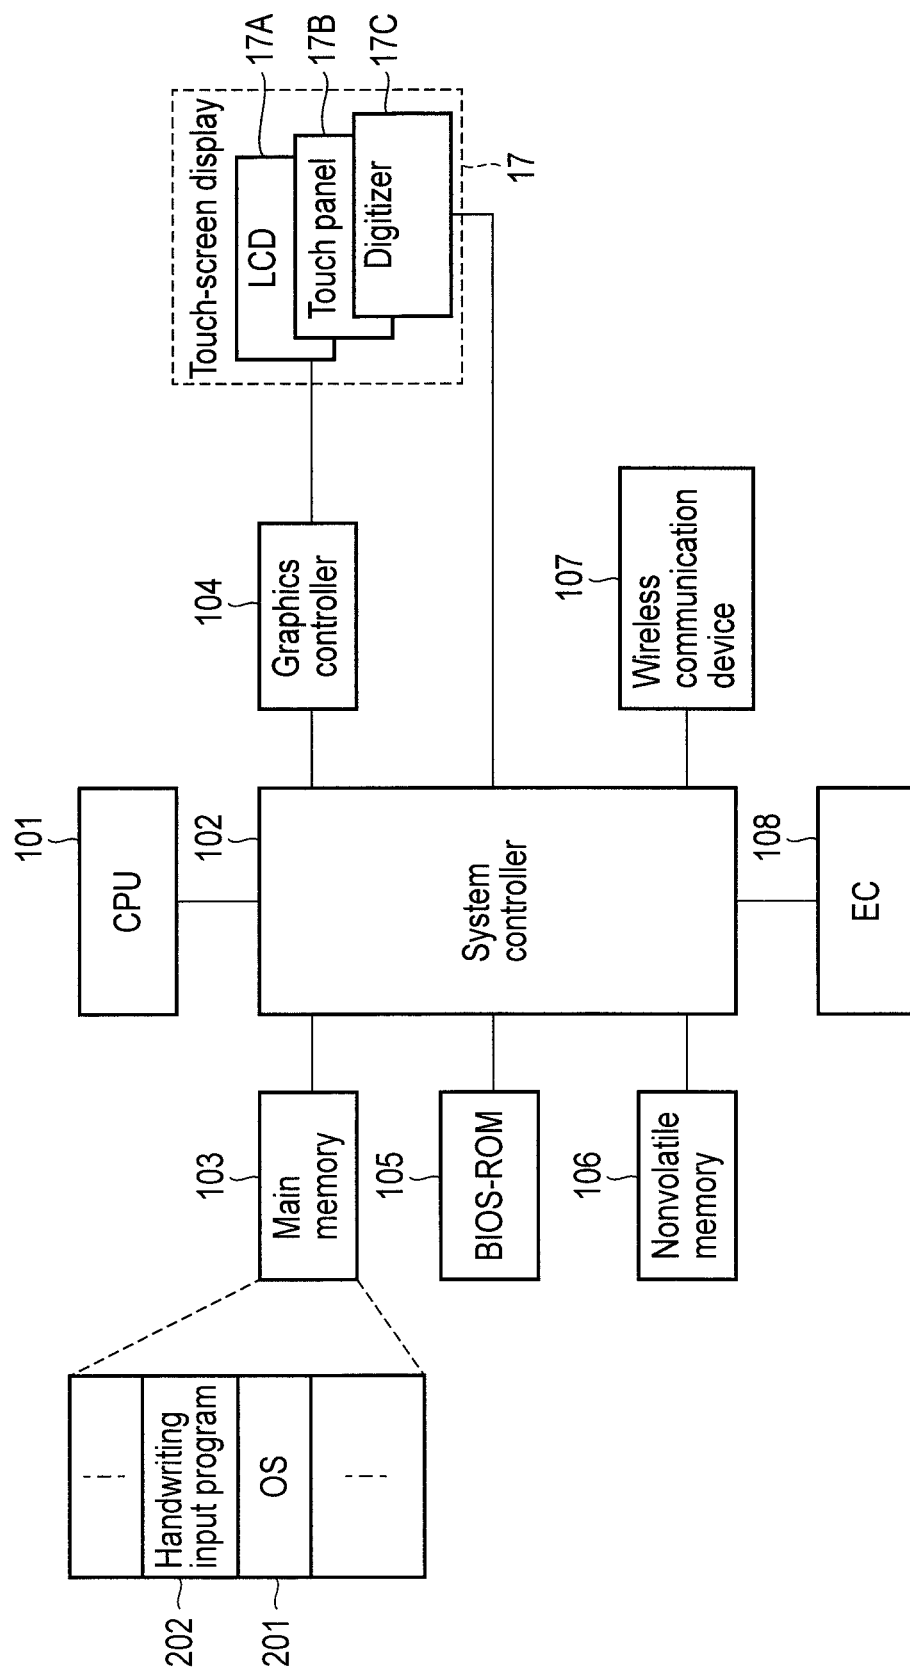 101
CPU
102
System
controller
103
Main
memory
202
Handwriting
input program
201
OS
104
Graphics
controller
Touch-screen display
LCD
17A
Touch panel
17B
Digitizer
17C
17
105
BIOS-ROM
106
Nonvolatile
memory
107
Wireless
communication
device
108
EC